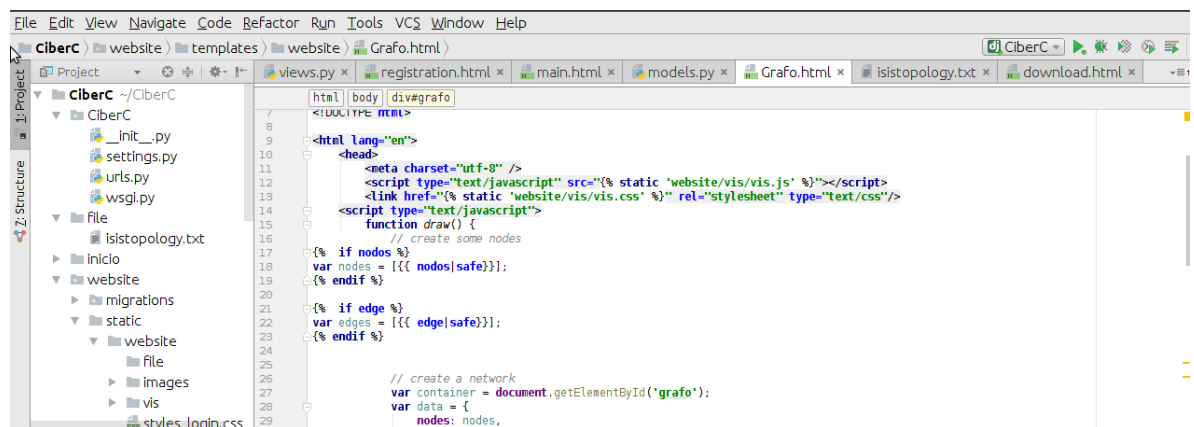 File Edit View Navigate Code Refactor Run Tools VCS Window Help
CiberC website templates website Grafo.html CiberC
Project views.py × registration.html × main.html × models.py × Grafo.html × isistopology.txt × download.html ×
1: Project
Z: Structure
CiberC ~/CiberC
CiberC
__init__.py
settings.py
urls.py
wsgi.py
file
isistopology.txt
inicio
website
migrations
static
website
file
images
vis
styles_login.css
html body div#grafo
7 <!DOCTYPE html>
8
9 <html lang="en">
10 <head>
11 <meta charset="utf-8" />
12 <script type="text/javascript" src="{% static 'website/vis/vis.js' %}"></script>
13 <link href="{% static 'website/vis/vis.css' %}" rel="stylesheet" type="text/css"/>
14 <script type="text/javascript">
15 function draw() {
16 // create some nodes
17 {% if nodos %}
18 var nodes = [{{ nodos|safe}}];
19 {% endif %}
20
21 {% if edge %}
22 var edges = [{{ edge|safe}}];
23 {% endif %}
24
25
26 // create a network
27 var container = document.getElementById('grafo');
28 var data = {
29 nodes: nodes,